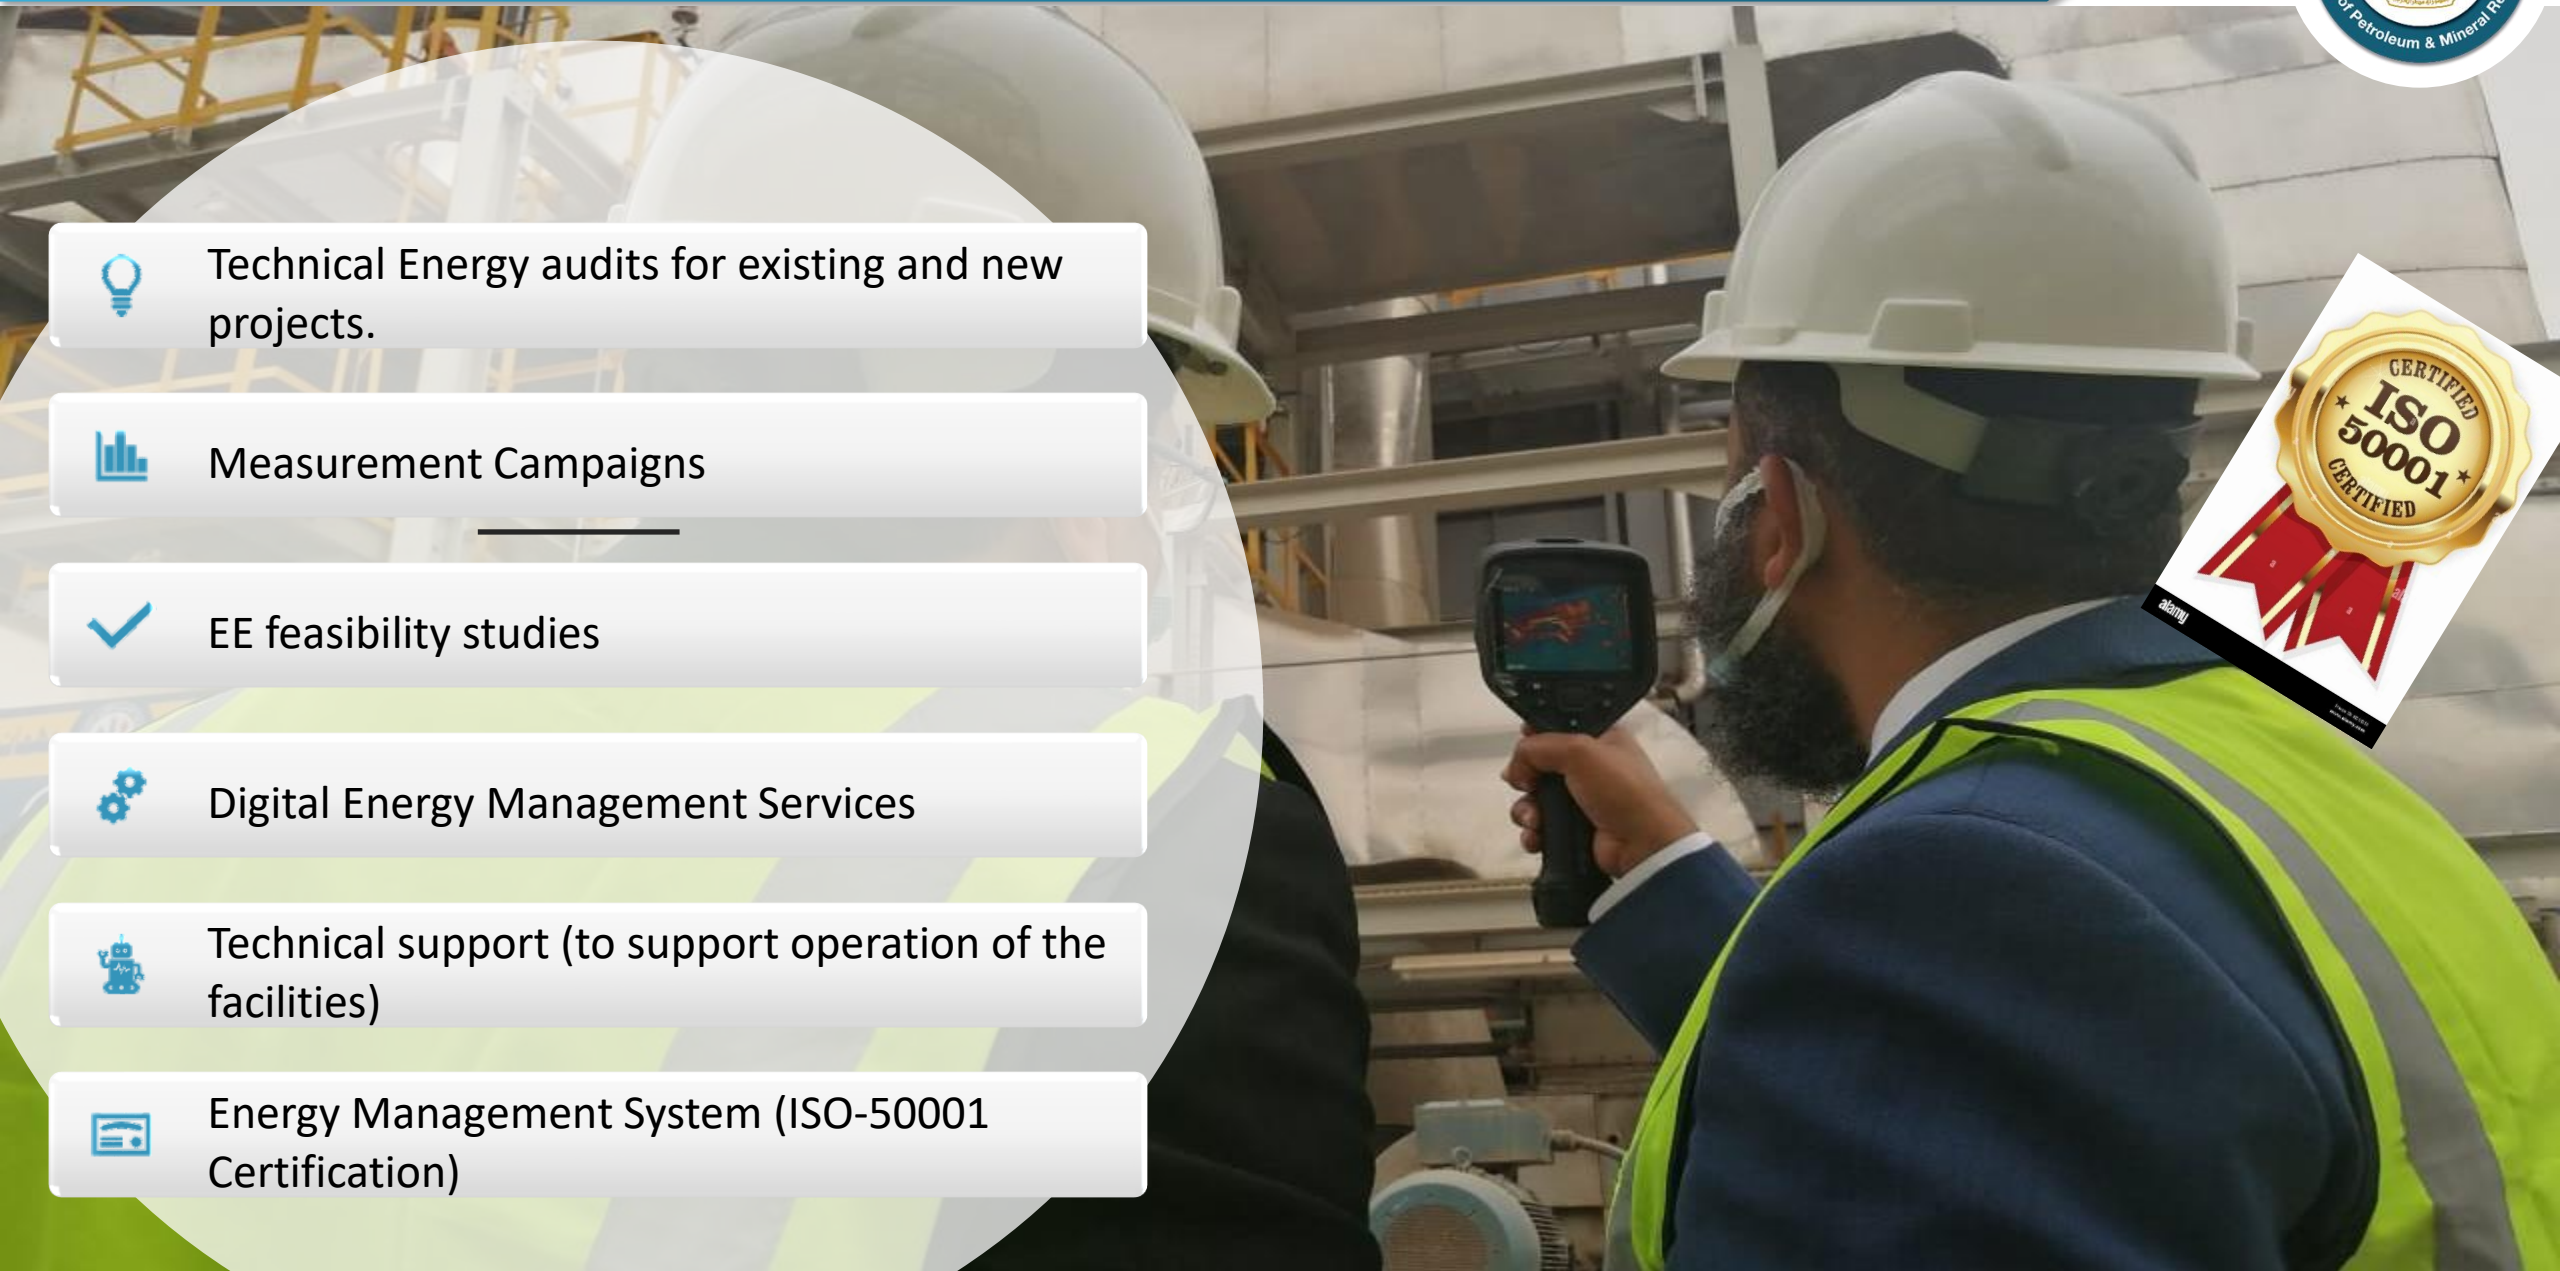 of Petroleum & Mineral
Technical Energy audits for existing and new
projects.
Measurement Campaigns
EE feasibility studies
Digital Energy Management Services
Technical support (to support operation of the
facilities)
Energy Management System (ISO-50001
Certification)
CERTIFIED
ISO
50001
CERTIFIED
alamy